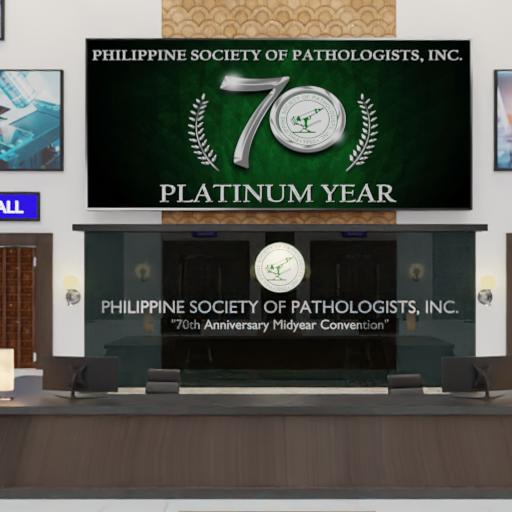 PHILIPPINE SOCIETY OF PATHOLOGISTS, INC.
70
PLATINUM YEAR
ALL
PHILIPPINE SOCIETY OF PATHOLOGISTS, INC.
"70th Anniversary Midyear Convention"